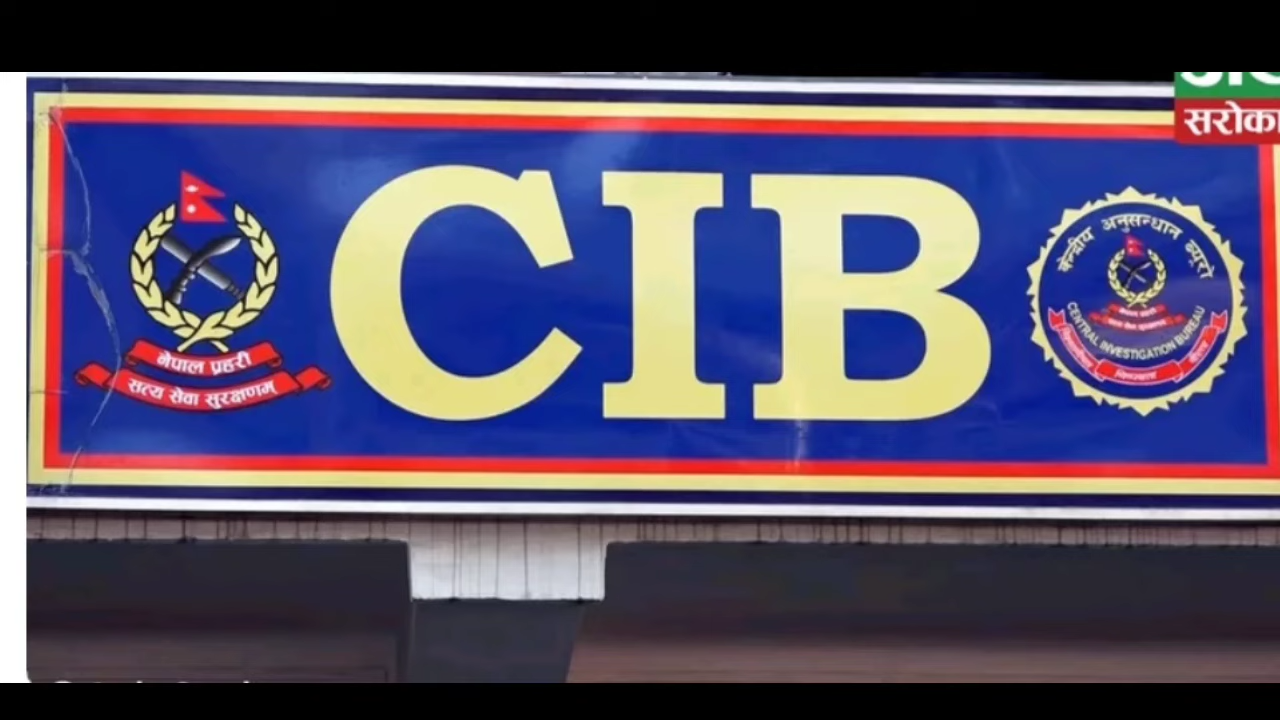 सरोका
CIB
नेपाल प्रहरी
सत्य सेवा सुरक्षणम्
केन्द्रीय अनुसन्धान ब्यूरो
CENTRAL INVESTIGATION BUREAU